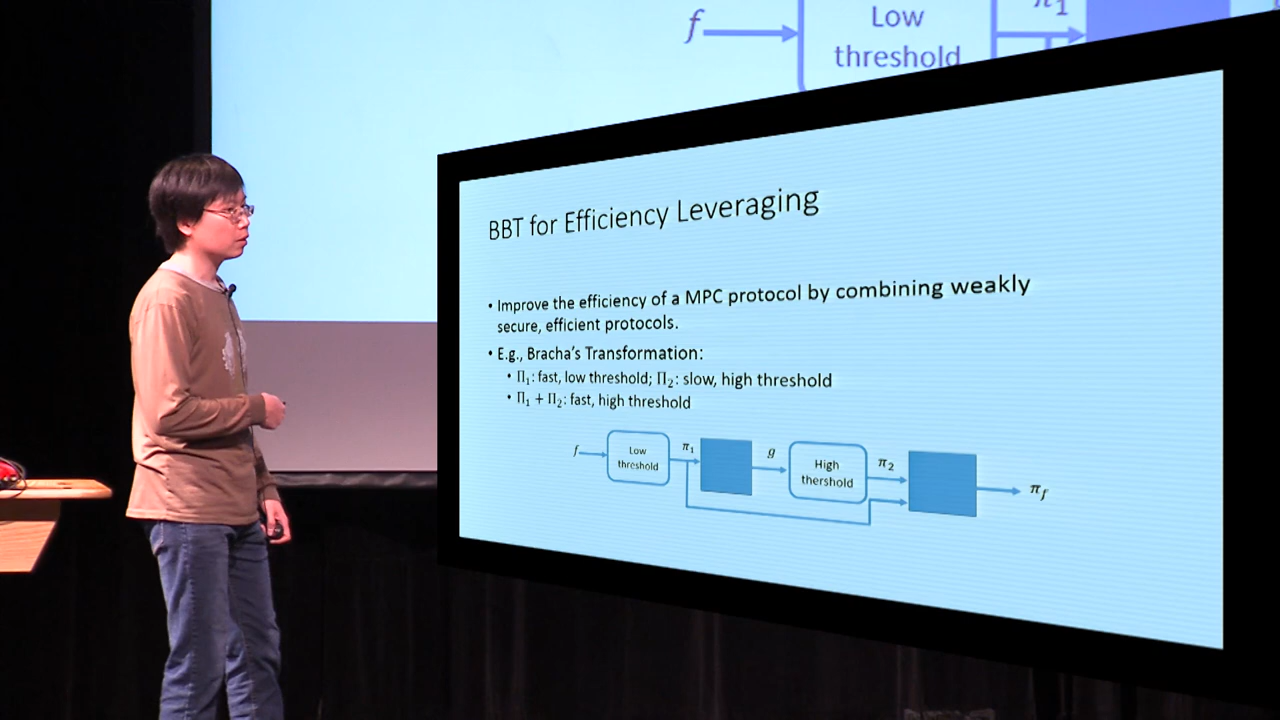 f
Low
threshold
π₁
BBT for Efficiency Leveraging
• Improve the efficiency of a MPC protocol by combining weakly
secure, efficient protocols.
• E.g., Bracha's Transformation:
• Π₁: fast, low threshold; Π₂: slow, high threshold
• Π₁ + Π₂: fast, high threshold
f
Low
threshold
π₁
g
High
thershold
π₂
π_f